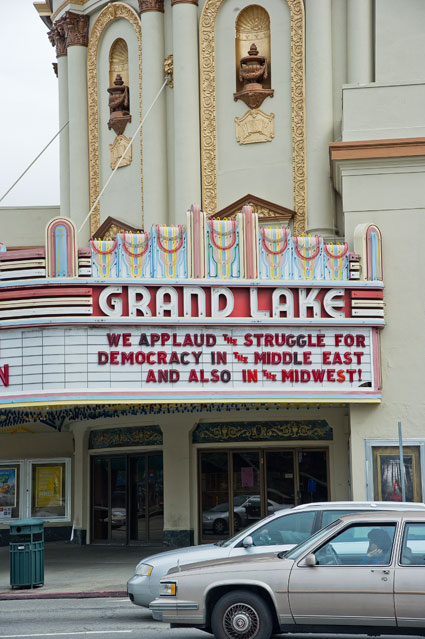 GRAND LAKE
WE APPLAUD THE STRUGGLE FOR
DEMOCRACY IN THE MIDDLE EAST
AND ALSO IN THE MIDWEST!
N